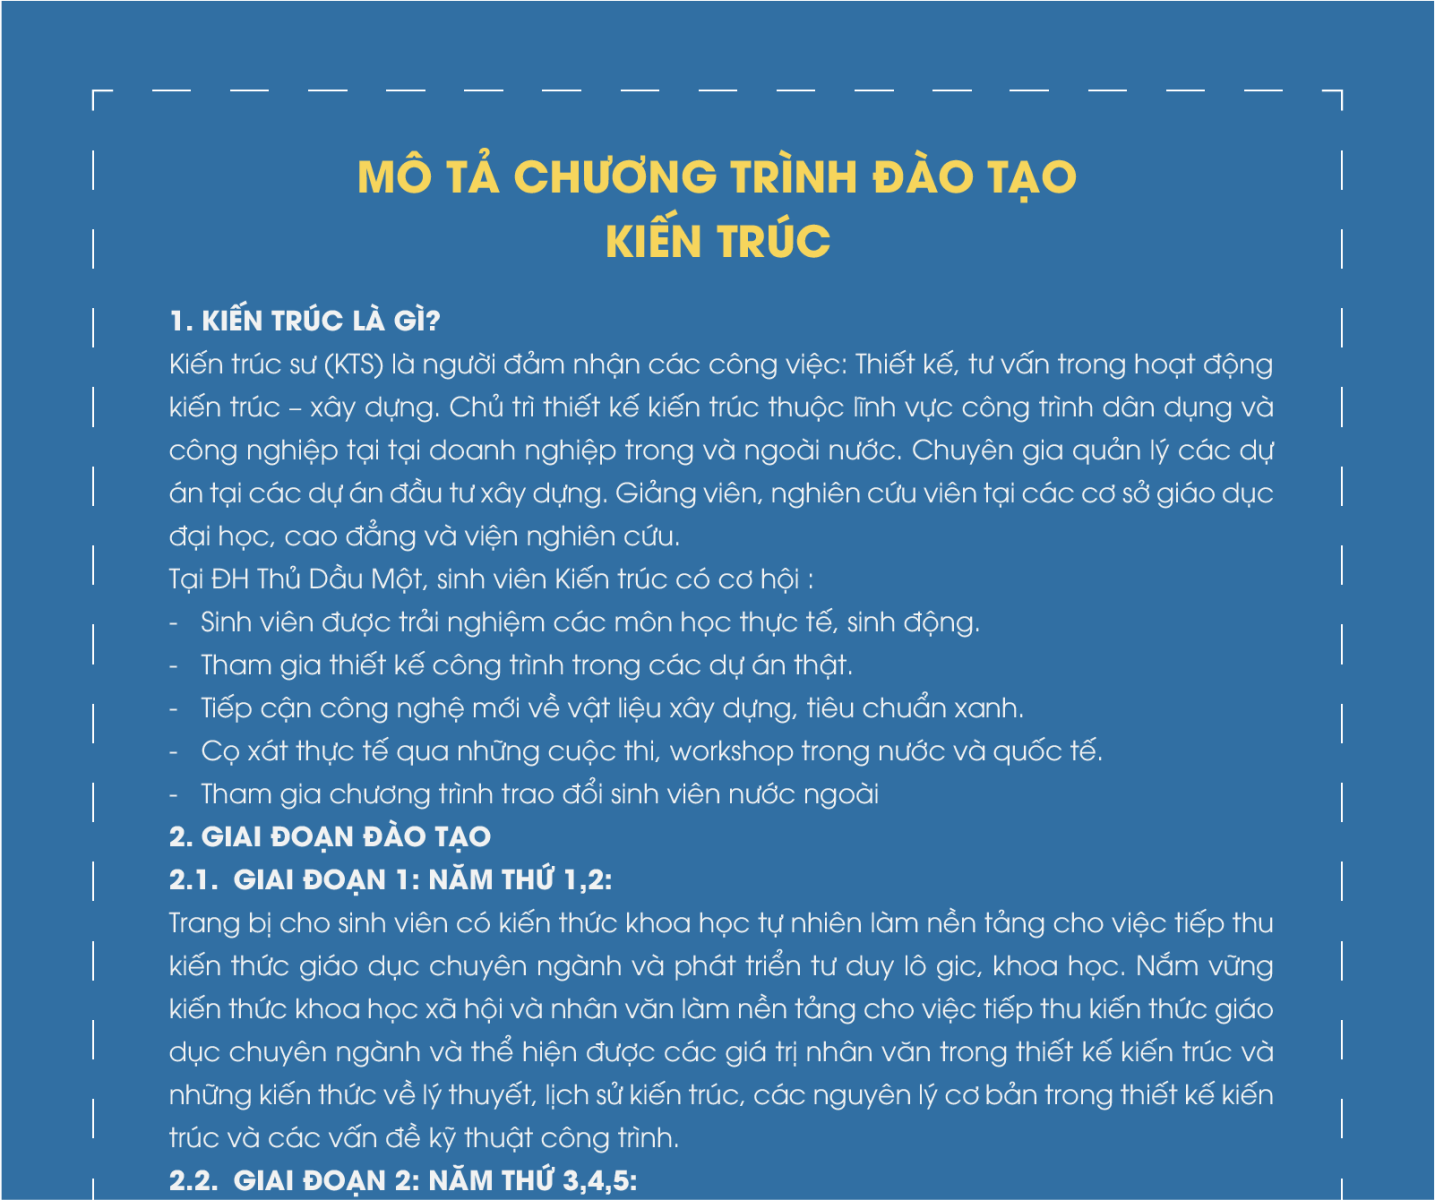 MÔ TẢ CHƯƠNG TRÌNH ĐÀO TẠO
KIẾN TRÚC
1. KIẾN TRÚC LÀ GÌ?
Kiến trúc sư (KTS) là người đảm nhận các công việc: Thiết kế, tư vấn trong hoạt động
kiến trúc – xây dựng. Chủ trì thiết kế kiến trúc thuộc lĩnh vực công trình dân dụng và
công nghiệp tại tại doanh nghiệp trong và ngoài nước. Chuyên gia quản lý các dự
án tại các dự án đầu tư xây dựng. Giảng viên, nghiên cứu viên tại các cơ sở giáo dục
đại học, cao đẳng và viện nghiên cứu.
Tại ĐH Thủ Dầu Một, sinh viên Kiến trúc có cơ hội :
- Sinh viên được trải nghiệm các môn học thực tế, sinh động.
- Tham gia thiết kế công trình trong các dự án thật.
- Tiếp cận công nghệ mới về vật liệu xây dựng, tiêu chuẩn xanh.
- Cọ xát thực tế qua những cuộc thi, workshop trong nước và quốc tế.
- Tham gia chương trình trao đổi sinh viên nước ngoài
2. GIAI ĐOẠN ĐÀO TẠO
2.1. GIAI ĐOẠN 1: NĂM THỨ 1,2:
Trang bị cho sinh viên có kiến thức khoa học tự nhiên làm nền tảng cho việc tiếp thu
kiến thức giáo dục chuyên ngành và phát triển tư duy lô gic, khoa học. Nắm vững
kiến thức khoa học xã hội và nhân văn làm nền tảng cho việc tiếp thu kiến thức giáo
dục chuyên ngành và thể hiện được các giá trị nhân văn trong thiết kế kiến trúc và
những kiến thức về lý thuyết, lịch sử kiến trúc, các nguyên lý cơ bản trong thiết kế kiến
trúc và các vấn đề kỹ thuật công trình.
2.2. GIAI ĐOẠN 2: NĂM THỨ 3,4,5: